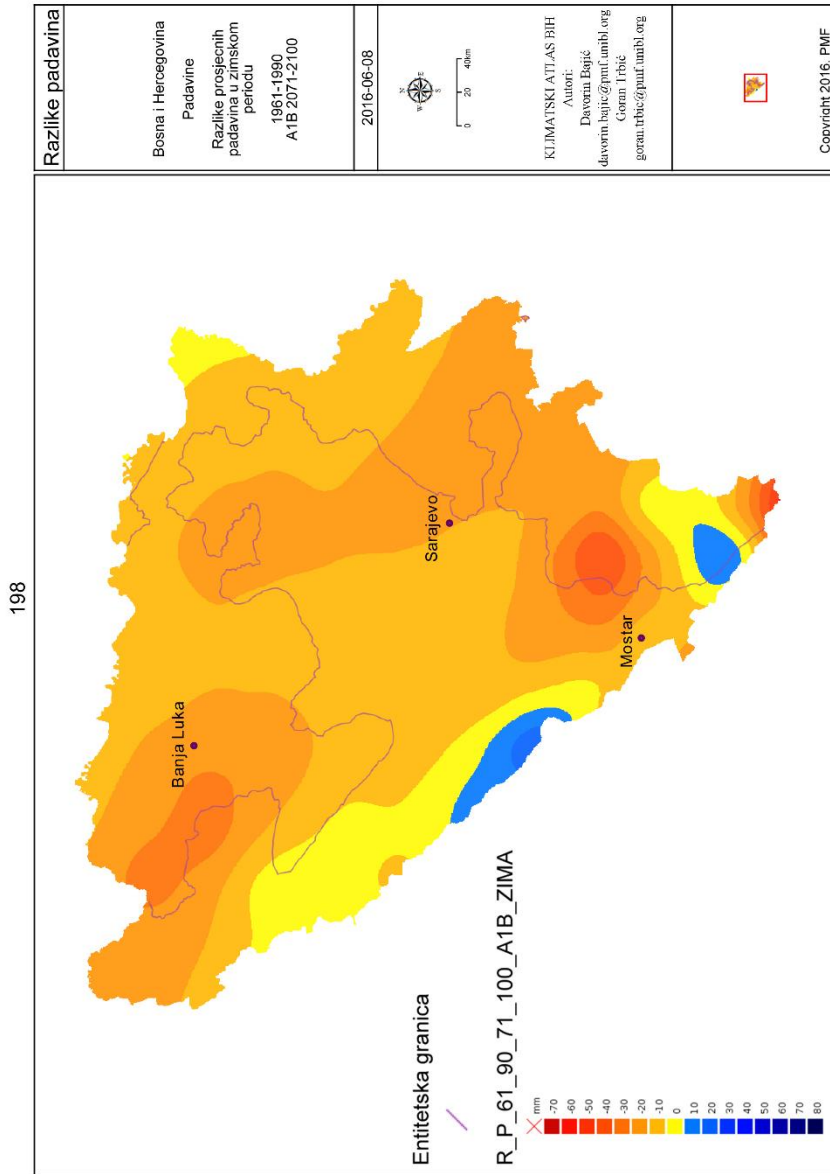 198
Banja Luka
Sarajevo
Mostar
Entitetska granica
R_P_61_90_71_100_A1B_ZIMA
mm
-70
-60
-50
-40
-30
-20
-10
0
10
20
30
40
50
60
70
80
Razlike padavina
Bosna i Hercegovina
Padavine
Razlike prosjecnih
padavina u zimskom
periodu
1961-1990
A1B 2071-2100
2016-06-08
N
W E
S
0 20 40km
KLIMATSKI ATLAS BIH
Autori:
Davorin Bajić
davorin.bajic@pmf.unibl.org
Goran Trbić
goran.trbic@pmf.unibl.org
Copyright 2016, PMF